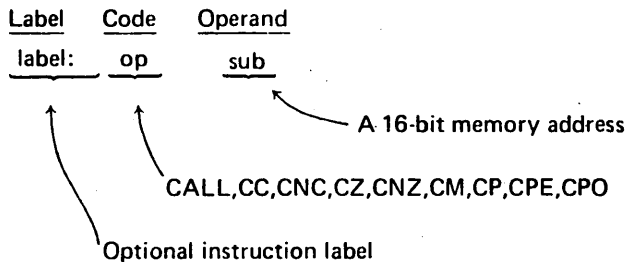 Label Code Operand
label: op sub
A 16-bit memory address
CALL,CC,CNC,CZ,CNZ,CM,CP,CPE,CPO
Optional instruction label